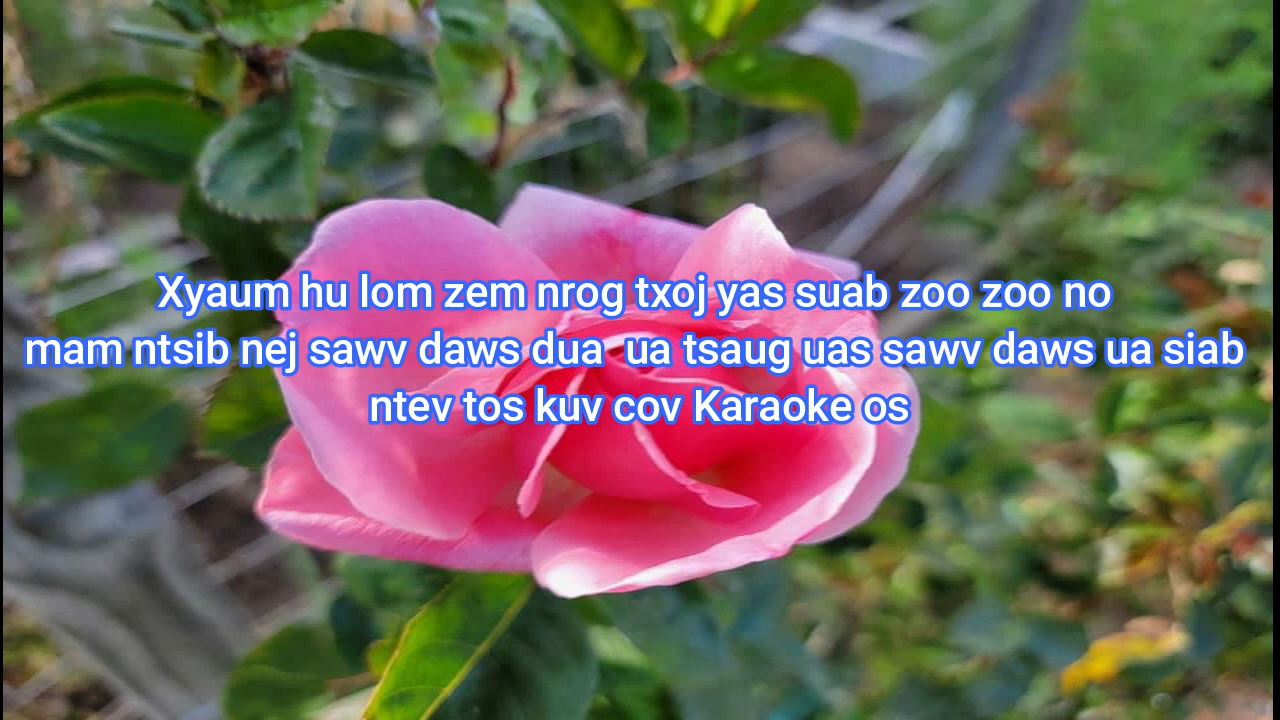 Xyaum hu lom zem nrog txoj yas suab zoo zoo no
mam ntsib nej sawv daws dua  ua tsaug uas sawv daws ua siab
ntev tos kuv cov Karaoke os